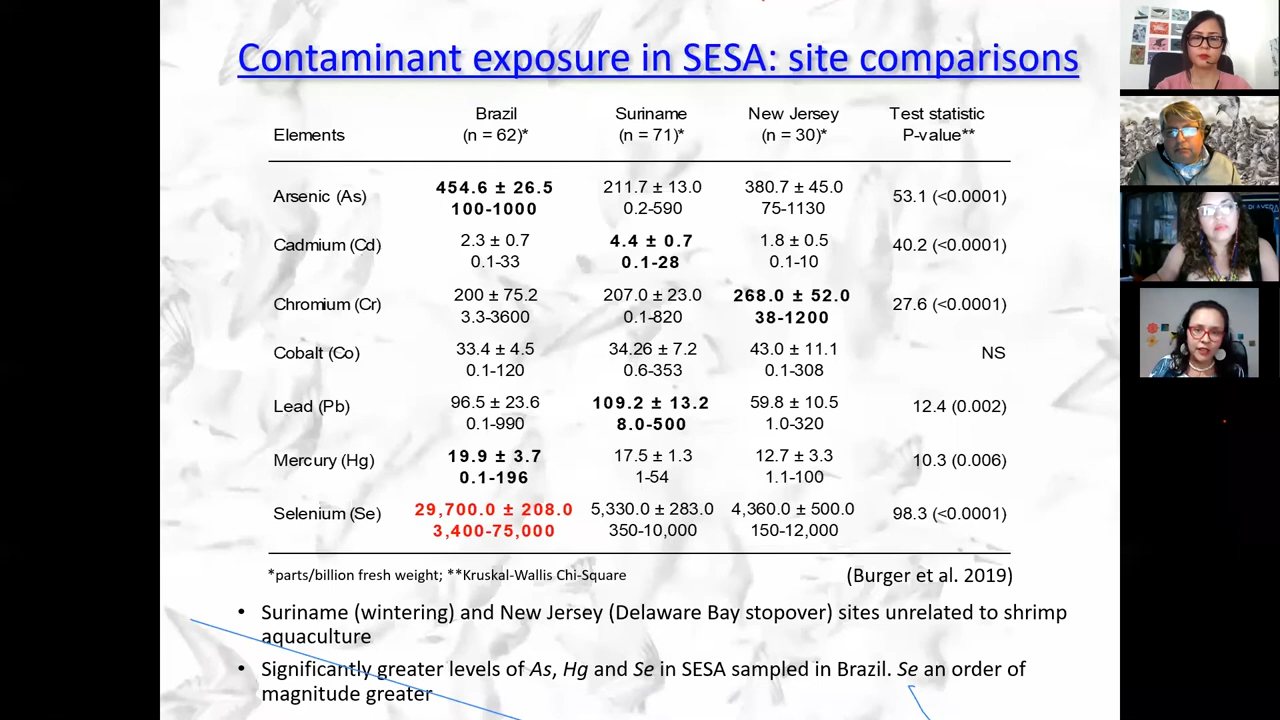 Contaminant exposure in SESA: site comparisons
Elements Brazil (n = 62)* Suriname (n = 71)* New Jersey (n = 30)* Test statistic P-value**
Arsenic (As) 454.6 ± 26.5 211.7 ± 13.0 380.7 ± 45.0 53.1 (<0.0001)
100-1000 0.2-590 75-1130
Cadmium (Cd) 2.3 ± 0.7 4.4 ± 0.7 1.8 ± 0.5 40.2 (<0.0001)
0.1-33 0.1-28 0.1-10
Chromium (Cr) 200 ± 75.2 207.0 ± 23.0 268.0 ± 52.0 27.6 (<0.0001)
3.3-3600 0.1-820 38-1200
Cobalt (Co) 33.4 ± 4.5 34.26 ± 7.2 43.0 ± 11.1 NS
0.1-120 0.6-353 0.1-308
Lead (Pb) 96.5 ± 23.6 109.2 ± 13.2 59.8 ± 10.5 12.4 (0.002)
0.1-990 8.0-500 1.0-320
Mercury (Hg) 19.9 ± 3.7 17.5 ± 1.3 12.7 ± 3.3 10.3 (0.006)
0.1-196 1-54 1.1-100
Selenium (Se) 29,700.0 ± 208.0 5,330.0 ± 283.0 4,360.0 ± 500.0 98.3 (<0.0001)
3,400-75,000 350-10,000 150-12,000
*parts/billion fresh weight; **Kruskal-Wallis Chi-Square (Burger et al. 2019)
• Suriname (wintering) and New Jersey (Delaware Bay stopover) sites unrelated to shrimp
aquaculture
• Significantly greater levels of As, Hg and Se in SESA sampled in Brazil. Se an order of
magnitude greater